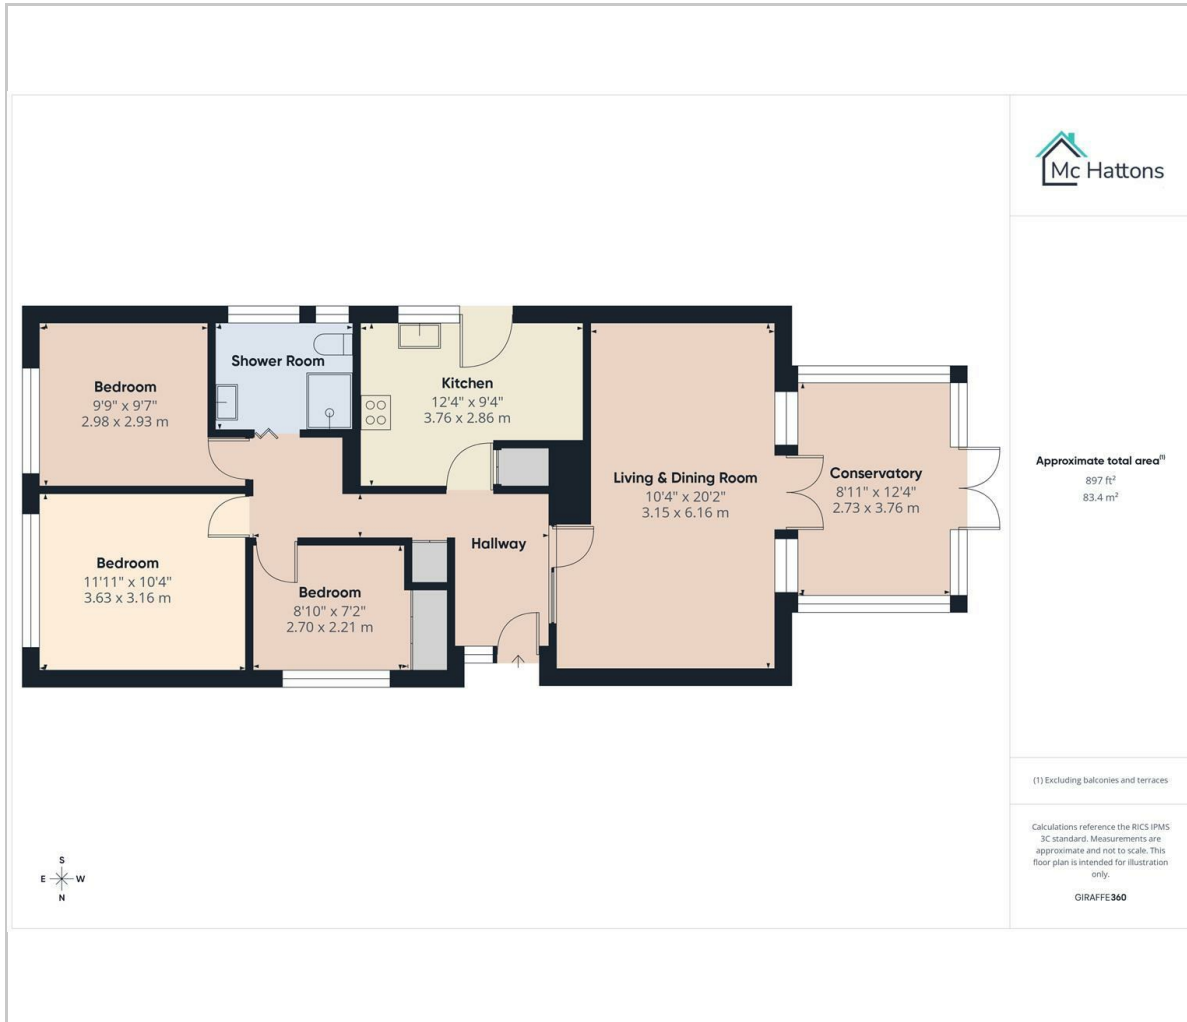 Mc Hattons
Bedroom
9'9" x 9'7"
2.98 x 2.93 m
Shower Room
Kitchen
12'4" x 9'4"
3.76 x 2.86 m
Living & Dining Room
10'4" x 20'2"
3.15 x 6.16 m
Conservatory
8'11" x 12'4"
2.73 x 3.76 m
Hallway
Bedroom
11'11" x 10'4"
3.63 x 3.16 m
Bedroom
8'10" x 7'2"
2.70 x 2.21 m
Approximate total area⁽¹⁾
897 ft²
83.4 m²
(1) Excluding balconies and terraces
Calculations reference the RICS IPMS
3C standard. Measurements are
approximate and not to scale. This
floor plan is intended for illustration
only.
GIRAFFE360
S
E W
N